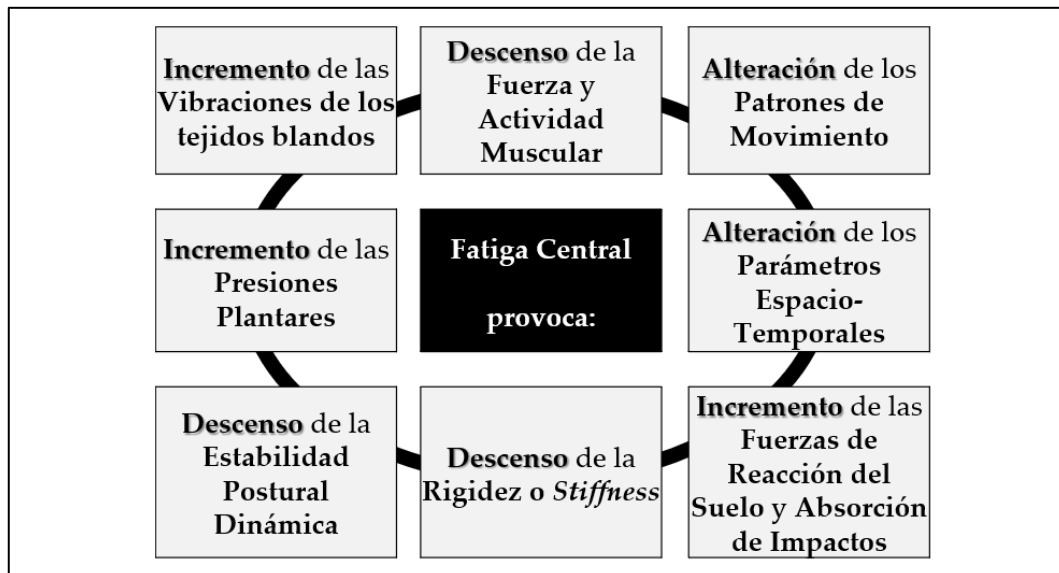 Incremento de las
Vibraciones de los
tejidos blandos
Descenso de la
Fuerza y
Actividad
Muscular
Alteración de los
Patrones de
Movimiento
Incremento de las
Presiones
Plantares
Fatiga Central
provoca:
Alteración de los
Parámetros
Espacio-
Temporales
Descenso de la
Estabilidad
Postural
Dinámica
Descenso de la
Rigidez o Stiffness
Incremento de las
Fuerzas de
Reacción del
Suelo y Absorción
de Impactos